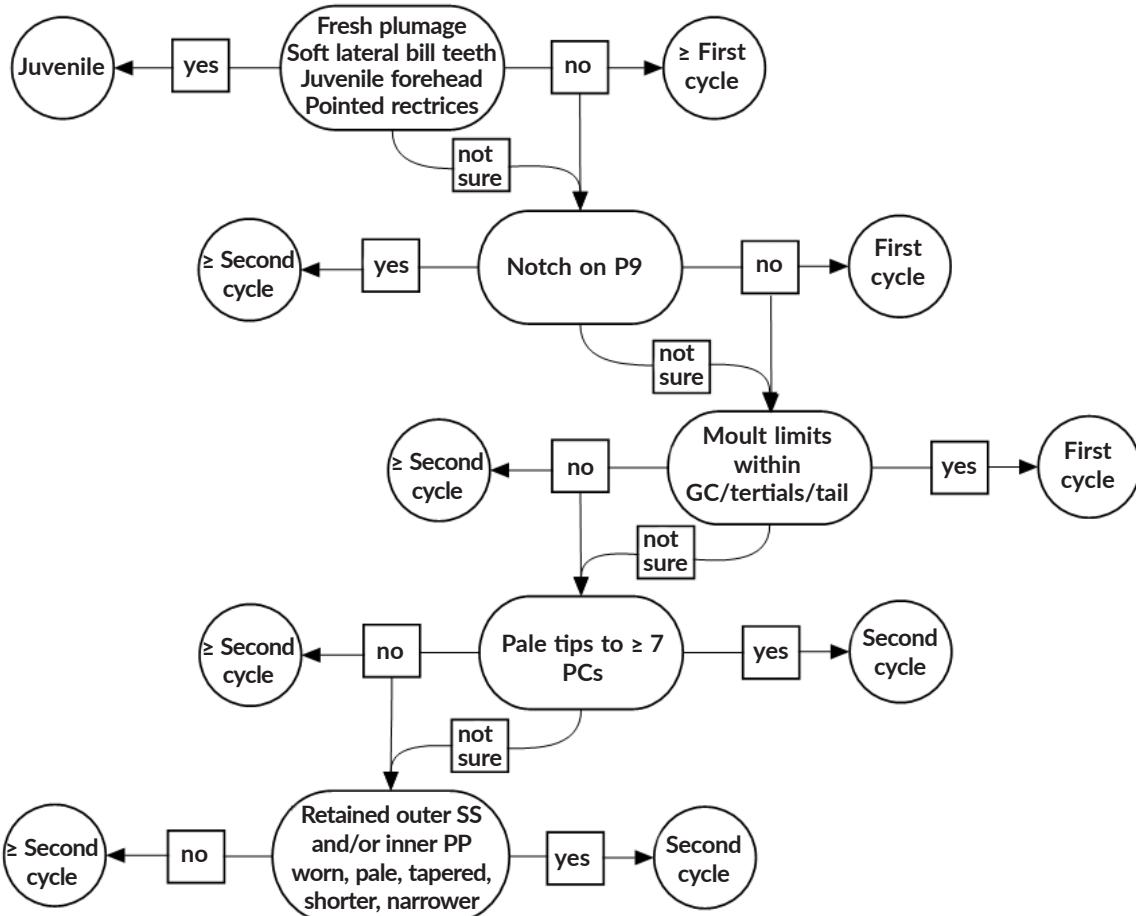 Fresh plumage
Soft lateral bill teeth
Juvenile forehead
Pointed rectrices
Juvenile
yes
no
≥ First
cycle
not
sure
Notch on P9
≥ Second
cycle
yes
no
First
cycle
not
sure
Moult limits
within
GC/tertials/tail
≥ Second
cycle
no
yes
First
cycle
not
sure
Pale tips to ≥ 7
PCs
≥ Second
cycle
no
yes
Second
cycle
not
sure
Retained outer SS
and/or inner PP
worn, pale, tapered,
shorter, narrower
≥ Second
cycle
no
yes
Second
cycle